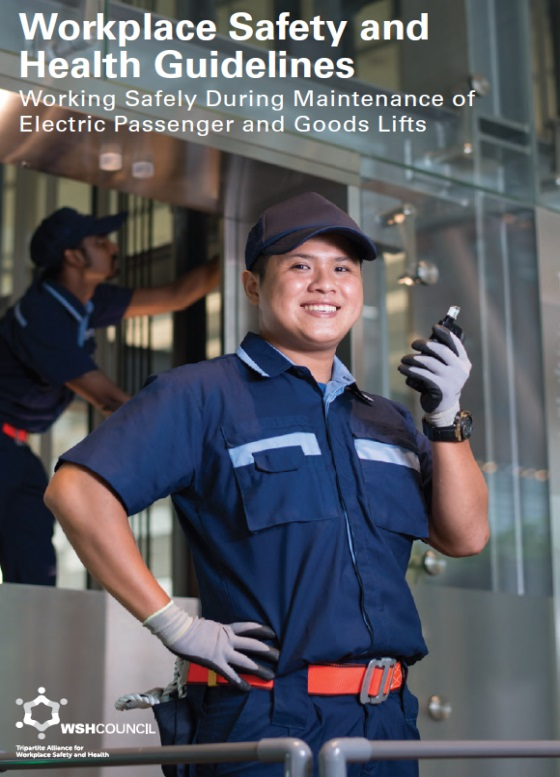 Workplace Safety and
Health Guidelines
Working Safely During Maintenance of
Electric Passenger and Goods Lifts
WSHCOUNCIL
Tripartite Alliance for
Workplace Safety and Health